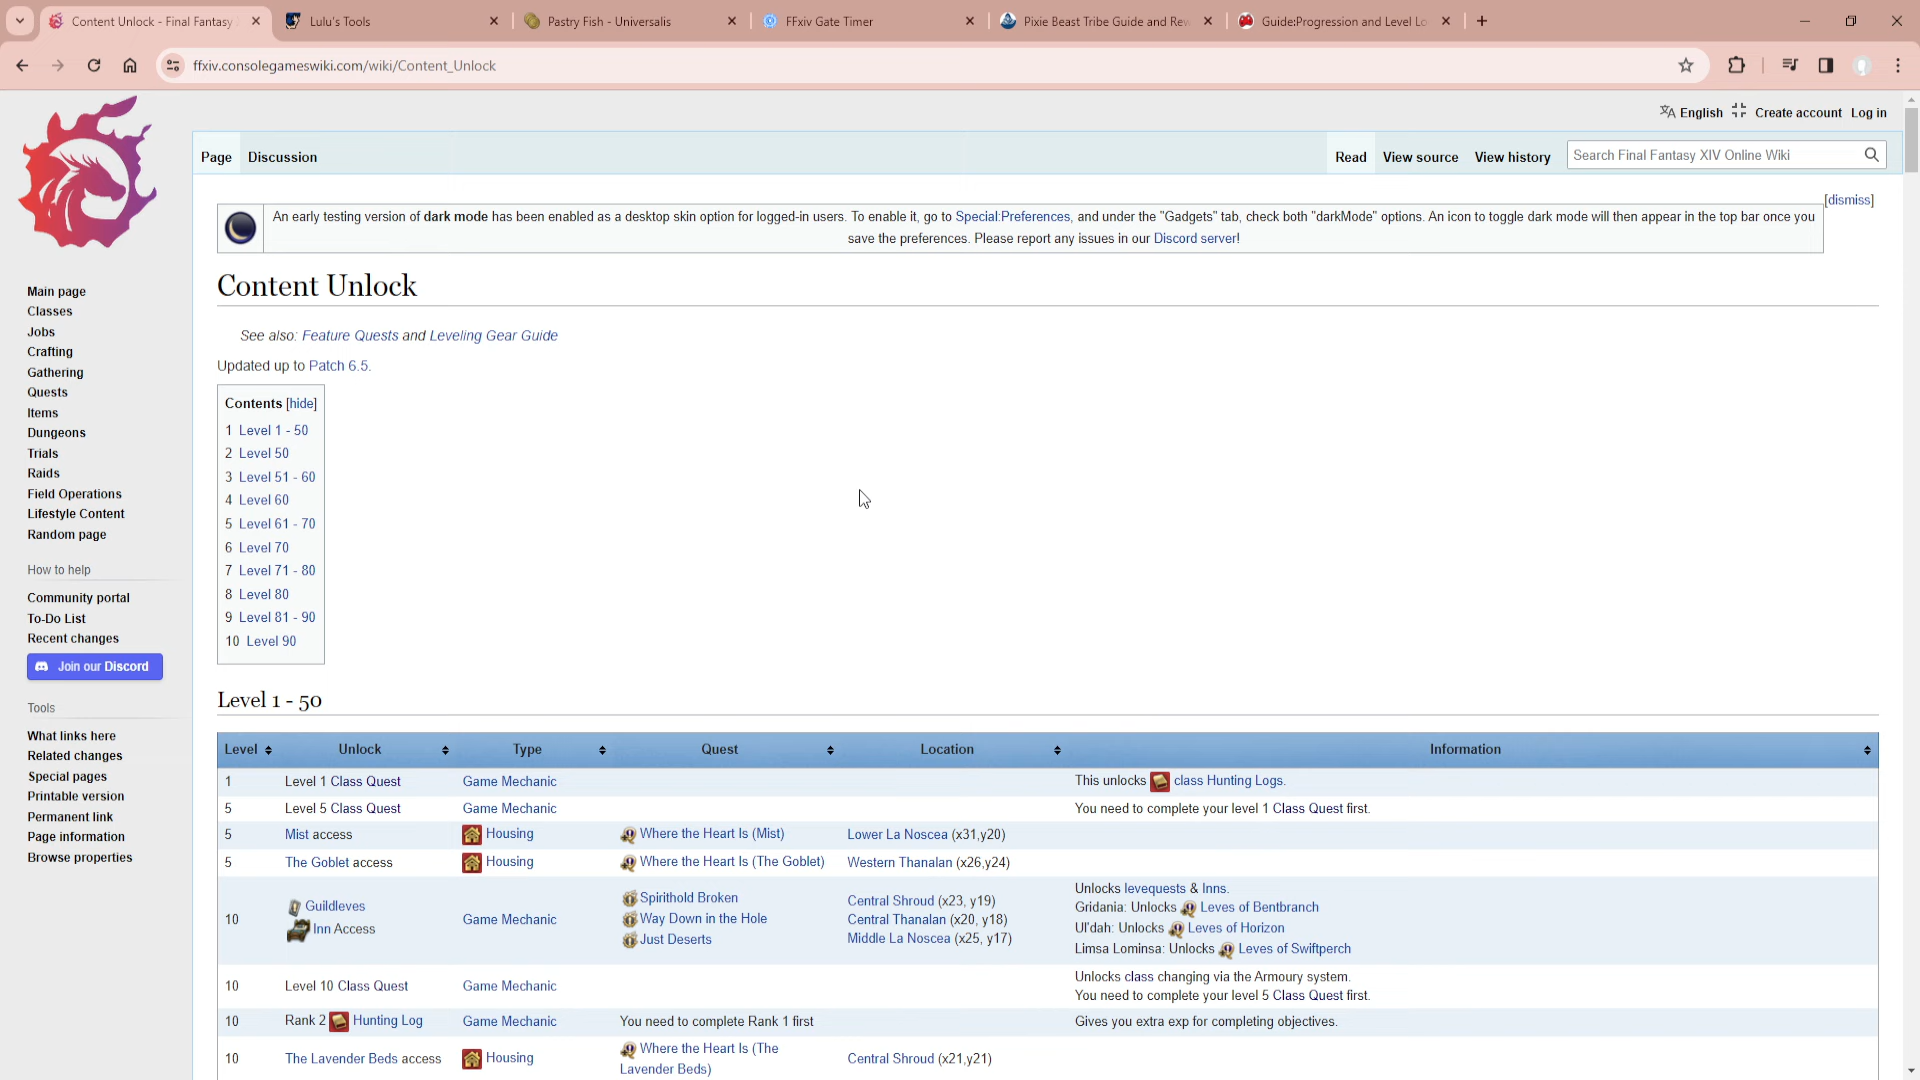 Content Unlock - Final Fantasy
Lulu's Tools
Pastry Fish - Universalis
FFxiv Gate Timer
Pixie Beast Tribe Guide and Rew
Guide:Progression and Level Lo
ffxiv.consolegameswiki.com/wiki/Content_Unlock
English Create account Log in
Page Discussion Read View source View history Search Final Fantasy XIV Online Wiki
[dismiss]
An early testing version of dark mode has been enabled as a desktop skin option for logged-in users. To enable it, go to Special:Preferences, and under the "Gadgets" tab, check both "darkMode" options. An icon to toggle dark mode will then appear in the top bar once you
save the preferences. Please report any issues in our Discord server!
Content Unlock
See also: Feature Quests and Leveling Gear Guide
Updated up to Patch 6.5.
Contents [hide]
1 Level 1 - 50
2 Level 50
3 Level 51 - 60
4 Level 60
5 Level 61 - 70
6 Level 70
7 Level 71 - 80
8 Level 80
9 Level 81 - 90
10 Level 90
Main page
Classes
Jobs
Crafting
Gathering
Quests
Items
Dungeons
Trials
Raids
Field Operations
Lifestyle Content
Random page
How to help
Community portal
To-Do List
Recent changes
Join our Discord
Tools
What links here
Related changes
Special pages
Printable version
Permanent link
Page information
Browse properties
Level 1 - 50
Level Unlock Type Quest Location Information
1 Level 1 Class Quest Game Mechanic This unlocks class Hunting Logs.
5 Level 5 Class Quest Game Mechanic You need to complete your level 1 Class Quest first.
5 Mist access Housing Where the Heart Is (Mist) Lower La Noscea (x31,y20)
5 The Goblet access Housing Where the Heart Is (The Goblet) Western Thanalan (x26,y24)
10 Guildleves
Inn Access
Game Mechanic
Spirithold Broken
Way Down in the Hole
Just Deserts
Central Shroud (x23, y19)
Central Thanalan (x20, y18)
Middle La Noscea (x25, y17)
Unlocks levequests & Inns.
Gridania: Unlocks Leves of Bentbranch
Ul'dah: Unlocks Leves of Horizon
Limsa Lominsa: Unlocks Leves of Swiftperch
10 Level 10 Class Quest Game Mechanic
Unlocks class changing via the Armoury system.
You need to complete your level 5 Class Quest first.
10 Rank 2 Hunting Log Game Mechanic You need to complete Rank 1 first Gives you extra exp for completing objectives.
10 The Lavender Beds access Housing
Where the Heart Is (The
Lavender Beds)
Central Shroud (x21,y21)